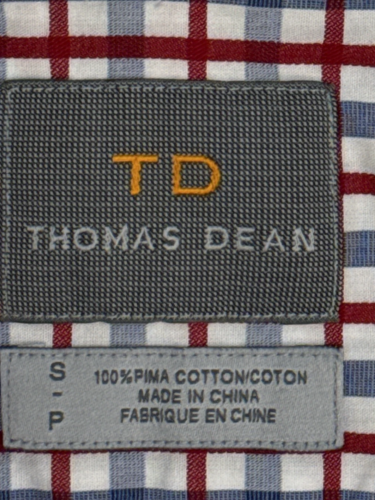 TD
THOMAS DEAN
S
-
P
100% PIMA COTTON/COTON
MADE IN CHINA
FABRIQUE EN CHINE